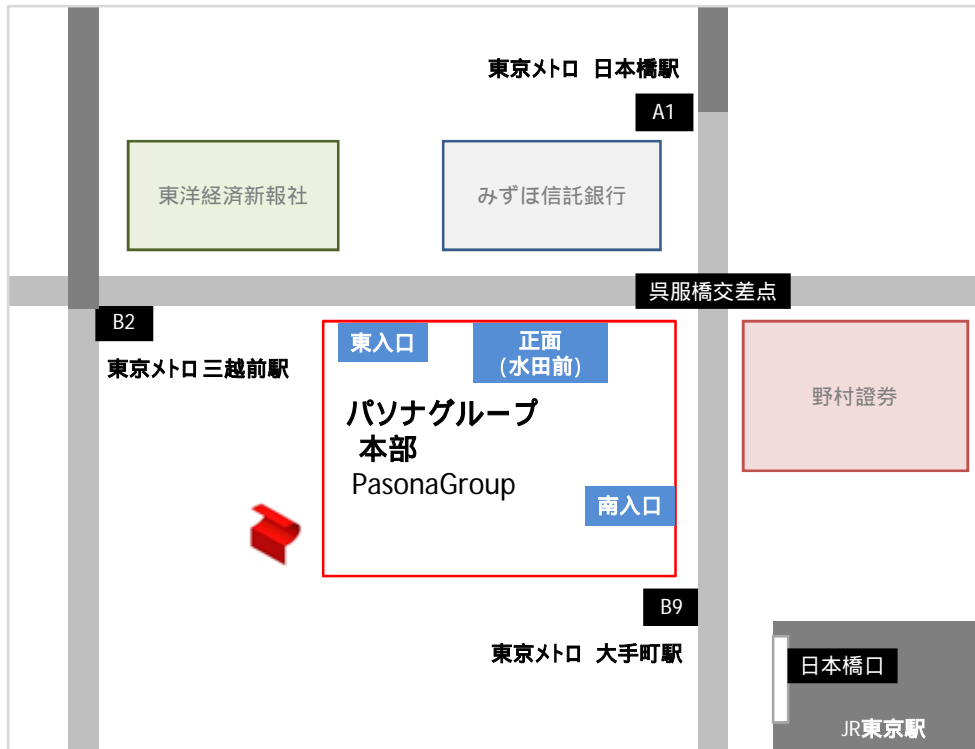 東京メトロ 日本橋駅
A1
東洋経済新報社
みずほ信託銀行
呉服橋交差点
B2
東京メトロ 三越前駅
東入口
正面
(水田前)
野村證券
パソナグループ
本部
PasonaGroup
南入口
B9
東京メトロ 大手町駅
日本橋口
JR東京駅